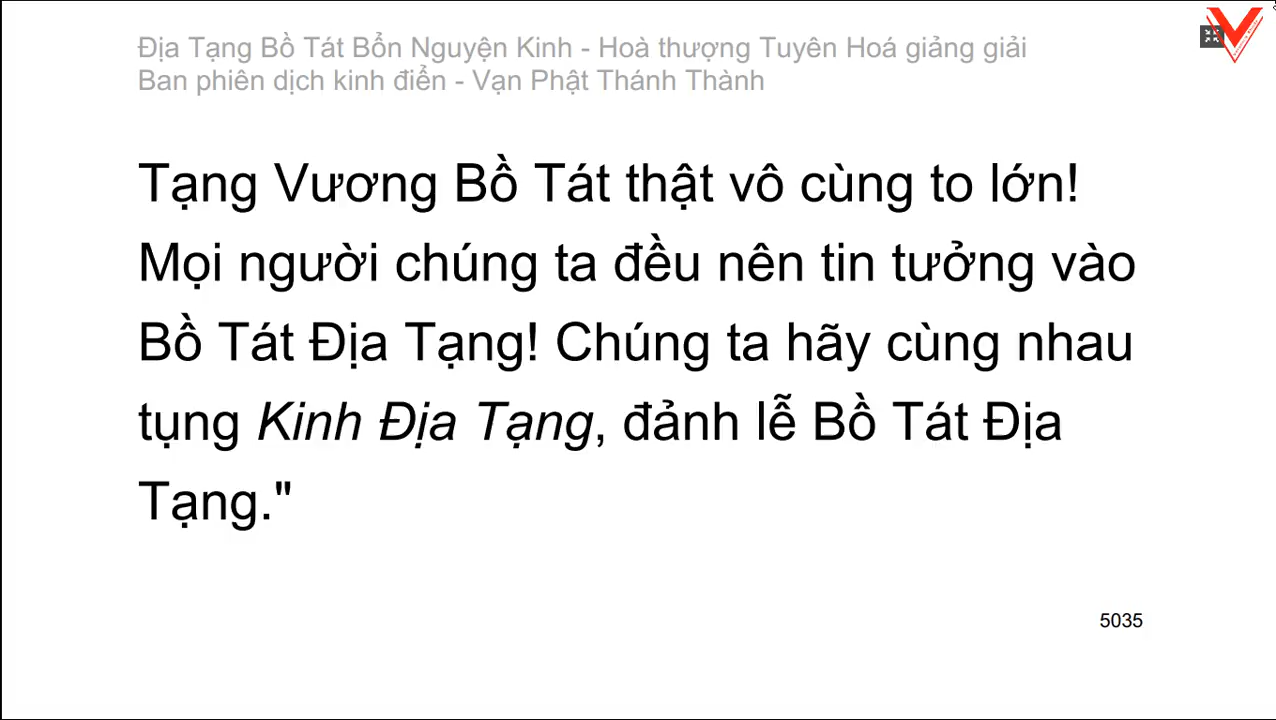 Địa Tạng Bồ Tát Bổn Nguyện Kinh - Hoà thượng Tuyên Hoá giảng giải
Ban phiên dịch kinh điển - Vạn Phật Thánh Thành
Tạng Vương Bồ Tát thật vô cùng to lớn!
Mọi người chúng ta đều nên tin tưởng vào
Bồ Tát Địa Tạng! Chúng ta hãy cùng nhau
tụng Kinh Địa Tạng, đảnh lễ Bồ Tát Địa
Tạng."
5035